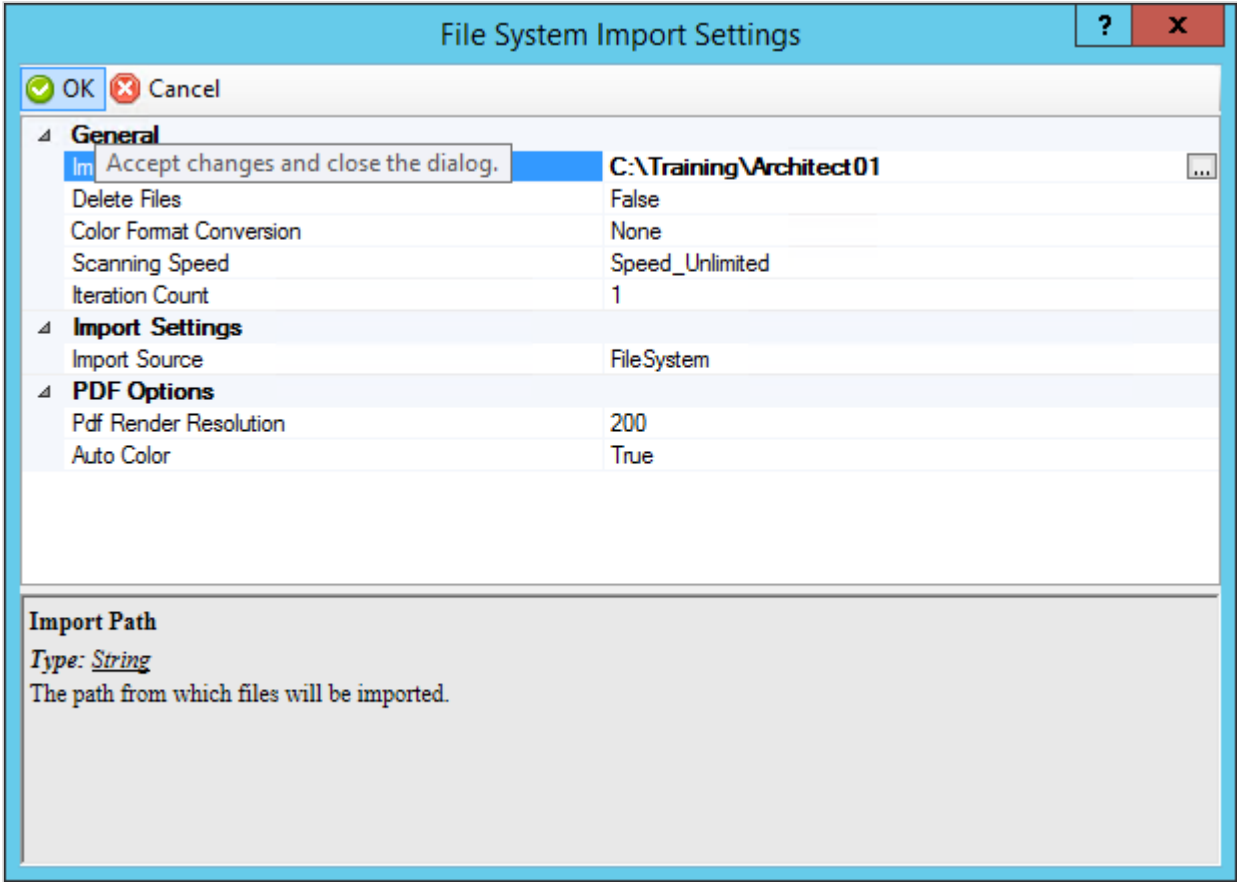 File System Import Settings ? x
OK Cancel
General
Im Accept changes and close the dialog. C:\Training\Architect01 ...
Delete Files False
Color Format Conversion None
Scanning Speed Speed_Unlimited
Iteration Count 1
Import Settings
Import Source FileSystem
PDF Options
Pdf Render Resolution 200
Auto Color True
Import Path
Type: String
The path from which files will be imported.